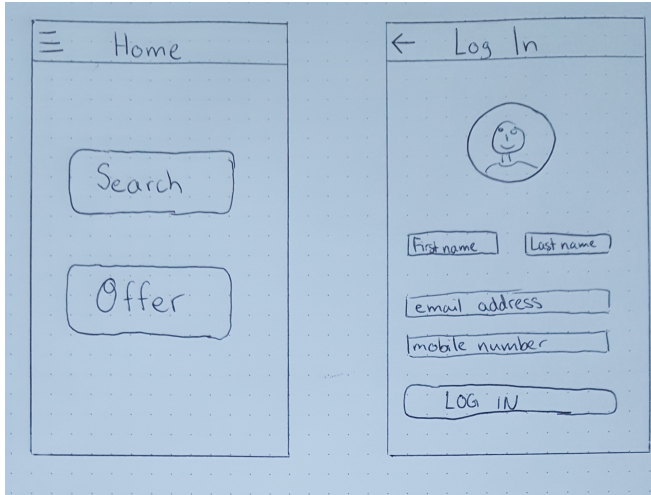 Home
Search
Offer
Log In
First name
Last name
email address
mobile number
LOG IN